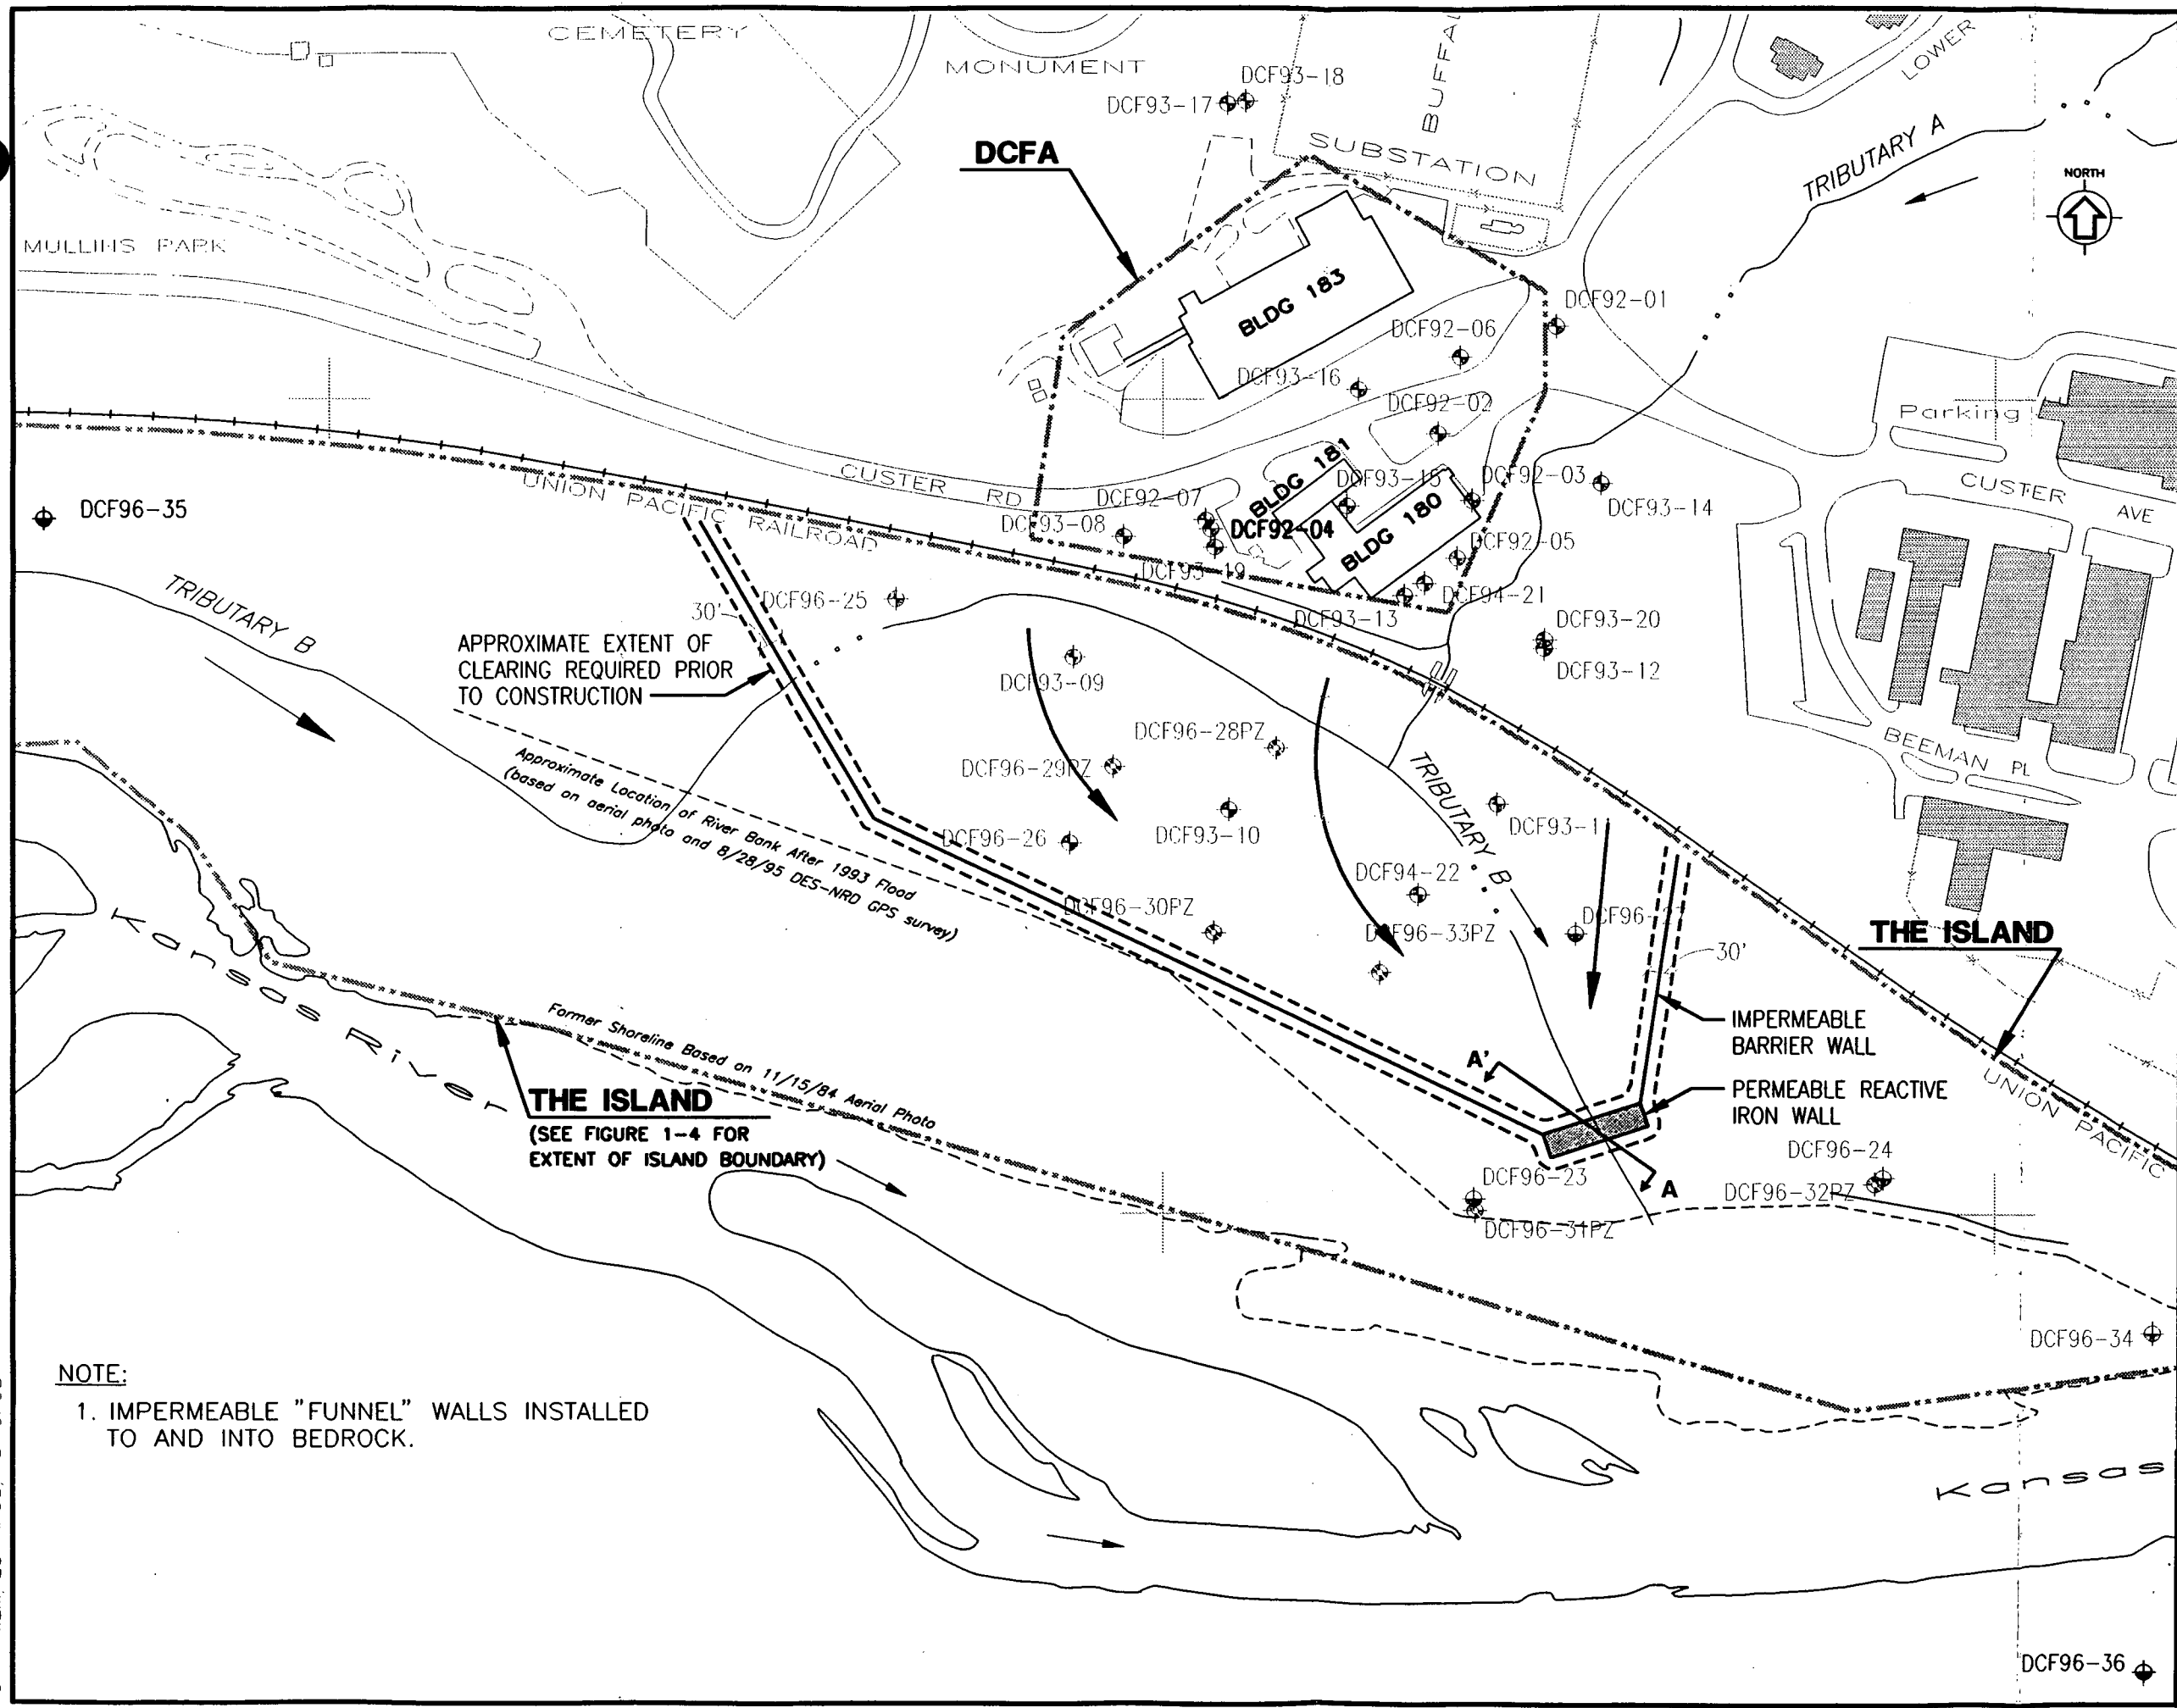 CEMETERY
MONUMENT
BUFFA
SUBSTATION
LOWER
DCF93-18
DCF93-17
DCFA
TRIBUTARY A
NORTH
MULLINS PARK
BLDG 183
DCF92-01
DCF92-06
DCF93-16
DCF92-02
Parking
CUSTER RD
CUSTER
AVE
UNION PACIFIC RAILROAD
DCF96-35
BLDG 181
DCF93-15
DCF92-03
DCF92-07
DCF93-14
DCF93-08
DCF92-04
BLDG 180
DCF92-05
DCF93-19
DCF94-21
DCF93-13
DCF93-20
DCF93-12
TRIBUTARY B
30'
DCF96-25
APPROXIMATE EXTENT OF
CLEARING REQUIRED PRIOR
TO CONSTRUCTION
DCF93-09
DCF96-28PZ
DCF96-29PZ
BEEMAN PL
Approximate Location of River Bank After 1993 Flood
(based on aerial photo and 8/28/95 DES-NRD GPS survey)
TRIBUTARY B
DCF93-11
DCF93-10
DCF96-26
DCF94-22
DCF96-30PZ
DCF96-33PZ
DCF96-
THE ISLAND
30'
Kansas River
Former Shoreline Based on 11/15/84 Aerial Photo
IMPERMEABLE
BARRIER WALL
A'
PERMEABLE REACTIVE
IRON WALL
UNION PACIFIC
THE ISLAND
(SEE FIGURE 1-4 FOR
EXTENT OF ISLAND BOUNDARY)
DCF96-24
DCF96-23
A
DCF96-32PZ
DCF96-31PZ
DCF96-34
NOTE:
1. IMPERMEABLE "FUNNEL" WALLS INSTALLED
TO AND INTO BEDROCK.
Kansas
DCF96-36